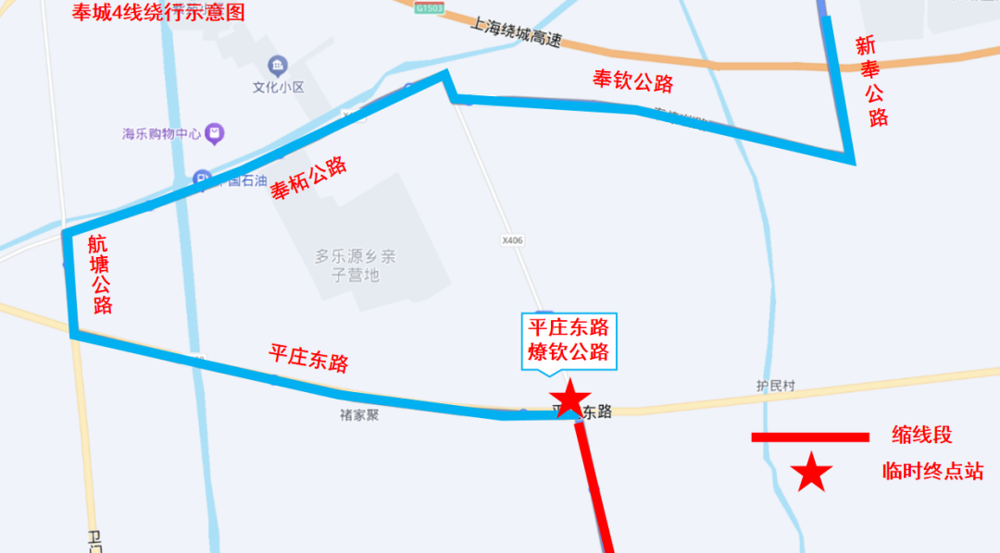 奉城4线绕行示意图
G1503
上海绕城高速
文化小区
奉钦公路
新奉公路
海乐购物中心
国石油
奉柘公路
X406
航塘公路
多乐源乡亲
子营地
平庄东路
燎钦公路
平庄东路
褚家聚
平
东路
护民村
缩线段
临时终点站